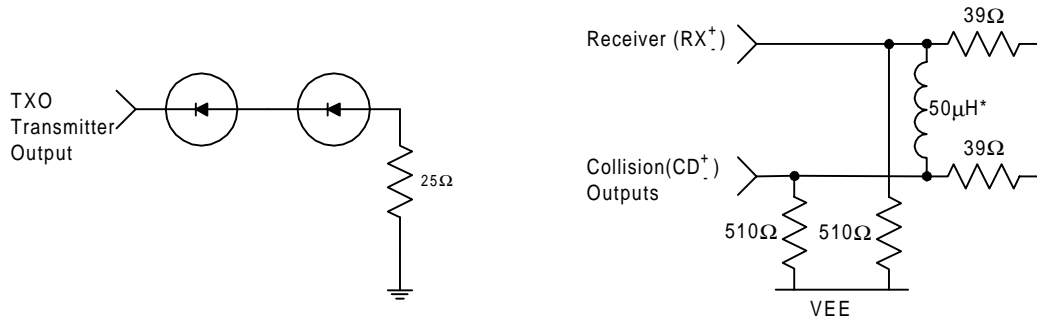 TXO
Transmitter
Output
25Ω
Receiver (RX+-)
39Ω
50μH*
39Ω
Collision(CD+-)
Outputs
510Ω
510Ω
VEE